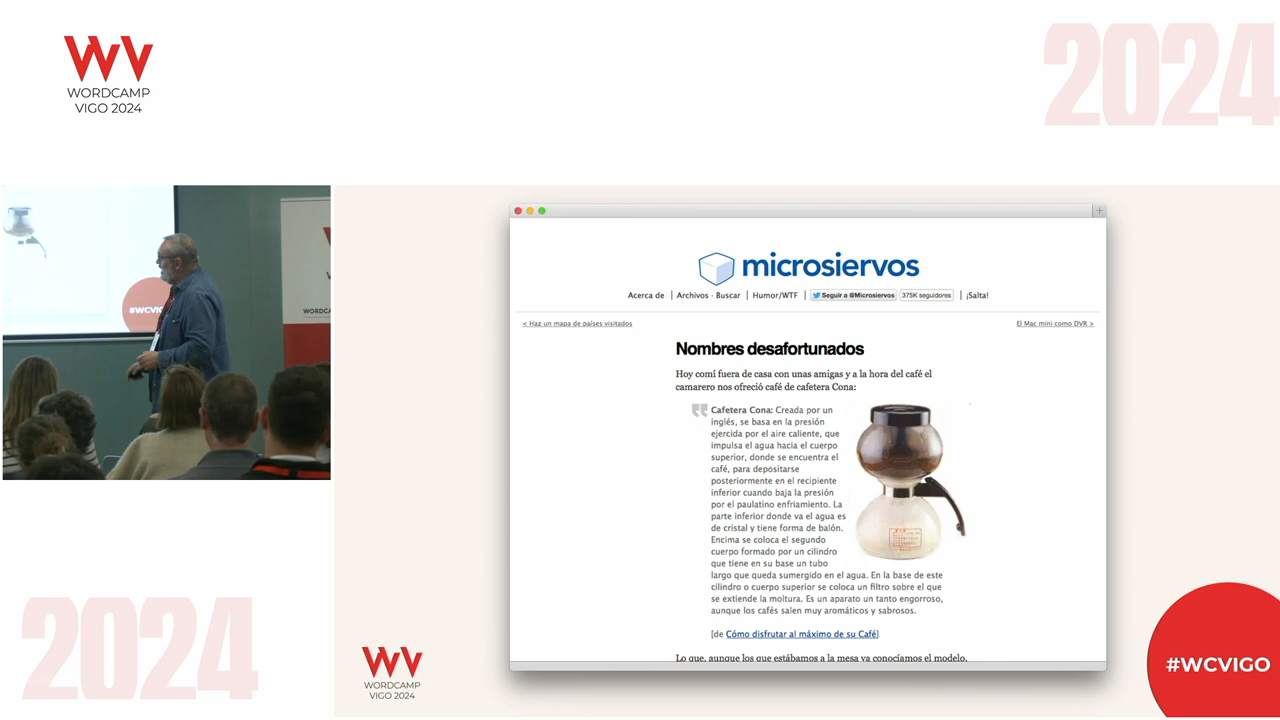 WORDCAMP
VIGO 2024
2024
#WCVIGO
microsiervos
Acerca de | Archivos · Buscar | Humor/WTF | Seguir a @Microsiervos 375K seguidores | ¡Salta!
< Haz un mapa de países visitados
El Mac mini como DVR >
Nombres desafortunados
Hoy comí fuera de casa con unas amigas y a la hora del café el
camarero nos ofreció café de cafetera Cona:
Cafetera Cona: Creada por un
inglés, se basa en la presión
ejercida por el aire caliente, que
impulsa el agua hacia el cuerpo
superior, donde se encuentra el
café, para depositarse
posteriormente en el recipiente
inferior cuando baja la presión
por el paulatino enfriamiento. La
parte inferior donde va el agua es
de cristal y tiene forma de balón.
Encima se coloca el segundo
cuerpo formado por un cilindro
que tiene en su base un tubo
largo que queda sumergido en el agua. En la base de este
cilindro o cuerpo superior se coloca un filtro sobre el que
se extiende la moltura. Es un aparato un tanto engorroso,
aunque los cafés salen muy aromáticos y sabrosos.
[de Cómo disfrutar al máximo de su Café]
Lo que, aunque los que estábamos a la mesa ya conocíamos el modelo,
2024
WORDCAMP
VIGO 2024
#WCVIGO